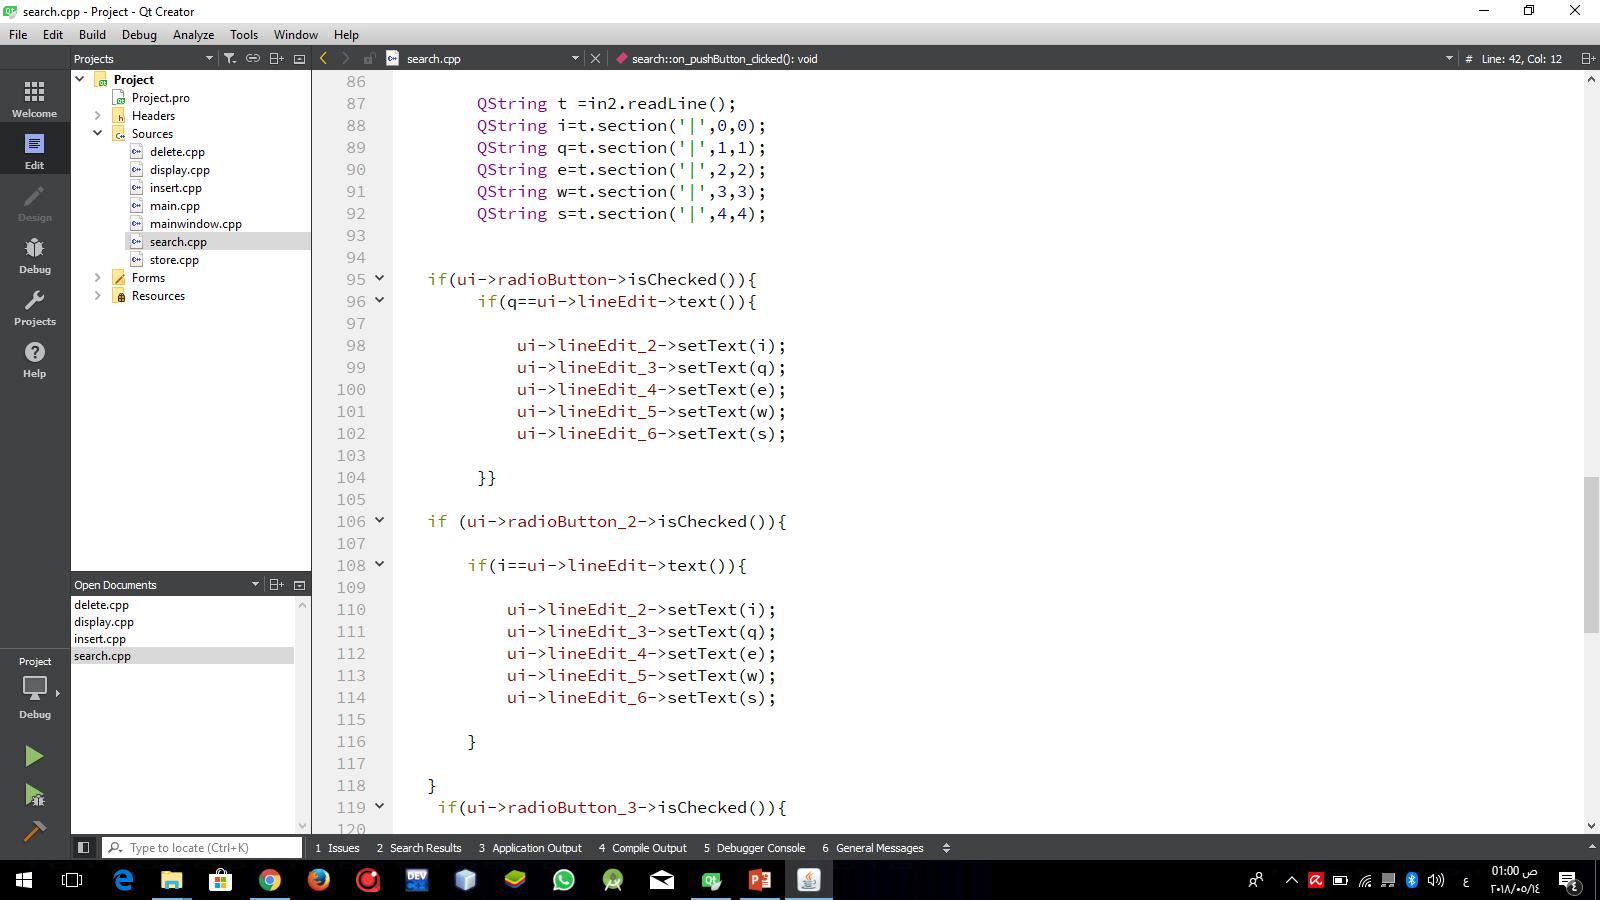 search.cpp - Project - Qt Creator
File Edit Build Debug Analyze Tools Window Help
Projects
search.cpp
search::on_pushButton_clicked(): void
# Line: 42, Col: 12
Welcome
Edit
Design
Debug
Projects
Help
Project
Project.pro
Headers
Sources
delete.cpp
display.cpp
insert.cpp
main.cpp
mainwindow.cpp
search.cpp
store.cpp
Forms
Resources
Open Documents
delete.cpp
display.cpp
insert.cpp
search.cpp
Project
Debug
86
87 QString t =in2.readLine();
88 QString i=t.section('|',0,0);
89 QString q=t.section('|',1,1);
90 QString e=t.section('|',2,2);
91 QString w=t.section('|',3,3);
92 QString s=t.section('|',4,4);
93
94
95 if(ui->radioButton->isChecked()){
96 if(q==ui->lineEdit->text()){
97
98 ui->lineEdit_2->setText(i);
99 ui->lineEdit_3->setText(q);
100 ui->lineEdit_4->setText(e);
101 ui->lineEdit_5->setText(w);
102 ui->lineEdit_6->setText(s);
103
104 }}
105
106 if (ui->radioButton_2->isChecked()){
107
108 if(i==ui->lineEdit->text()){
109
110 ui->lineEdit_2->setText(i);
111 ui->lineEdit_3->setText(q);
112 ui->lineEdit_4->setText(e);
113 ui->lineEdit_5->setText(w);
114 ui->lineEdit_6->setText(s);
115
116 }
117
118 }
119 if(ui->radioButton_3->isChecked()){
120
Type to locate (Ctrl+K)
1 Issues 2 Search Results 3 Application Output 4 Compile Output 5 Debugger Console 6 General Messages
DEV
ع
01:00 ص
٢٠١٨/٠٥/١٤
٤